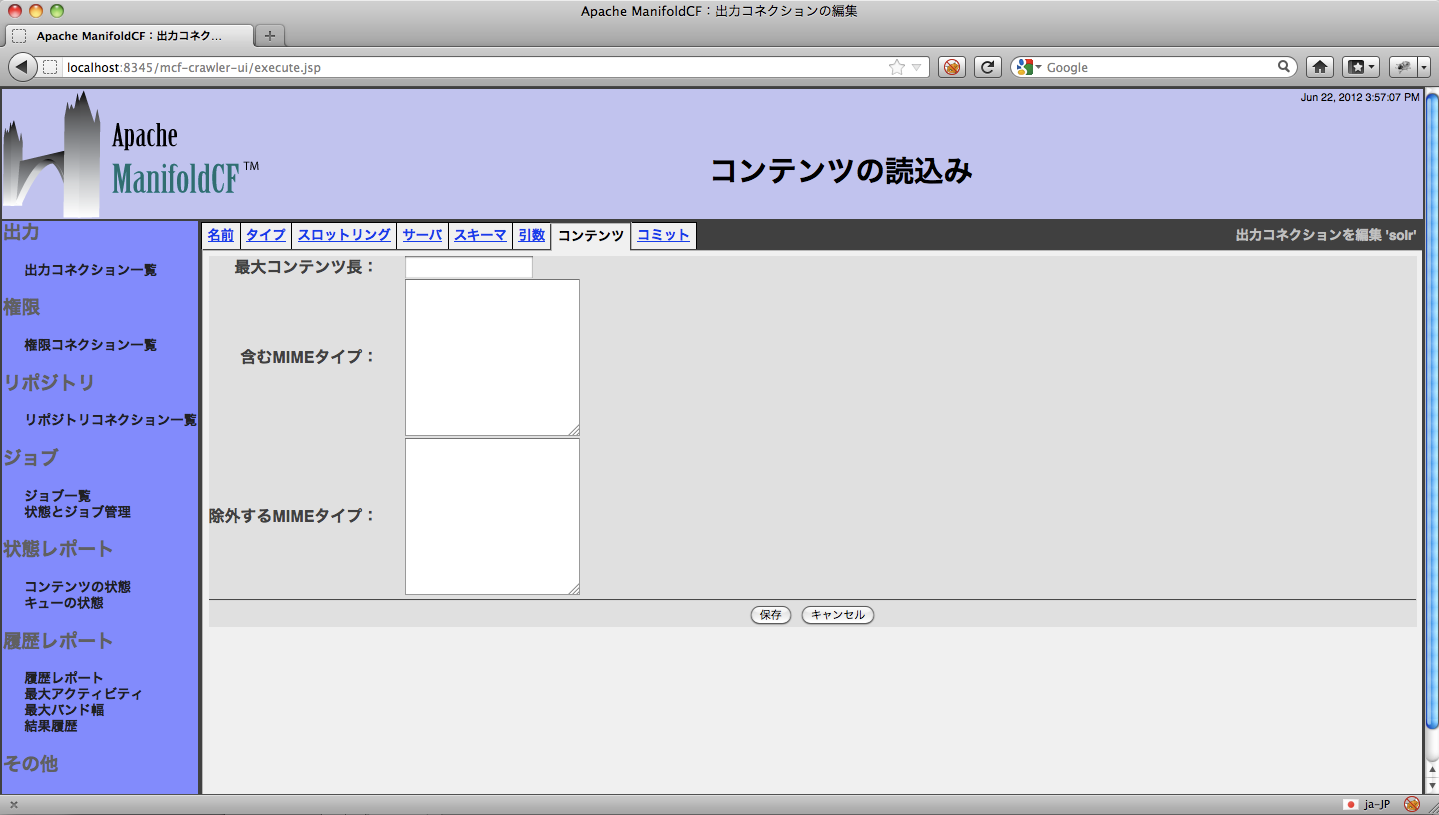 Apache ManifoldCF：出力コネクションの編集
Apache ManifoldCF：出力コネク...
localhost:8345/mcf-crawler-ui/execute.jsp
Google
Jun 22, 2012 3:57:07 PM
Apache
ManifoldCF™
コンテンツの読込み
名前 タイプ スロットリング サーバ スキーマ 引数 コンテンツ コミット
出力コネクションを編集 'solr'
出力
出力コネクション一覧
権限
権限コネクション一覧
リポジトリ
リポジトリコネクション一覧
ジョブ
ジョブ一覧
状態とジョブ管理
状態レポート
コンテンツの状態
キューの状態
履歴レポート
履歴レポート
最大アクティビティ
最大バンド幅
結果履歴
その他
最大コンテンツ長：
含むMIMEタイプ：
除外するMIMEタイプ：
保存 キャンセル
ja-JP